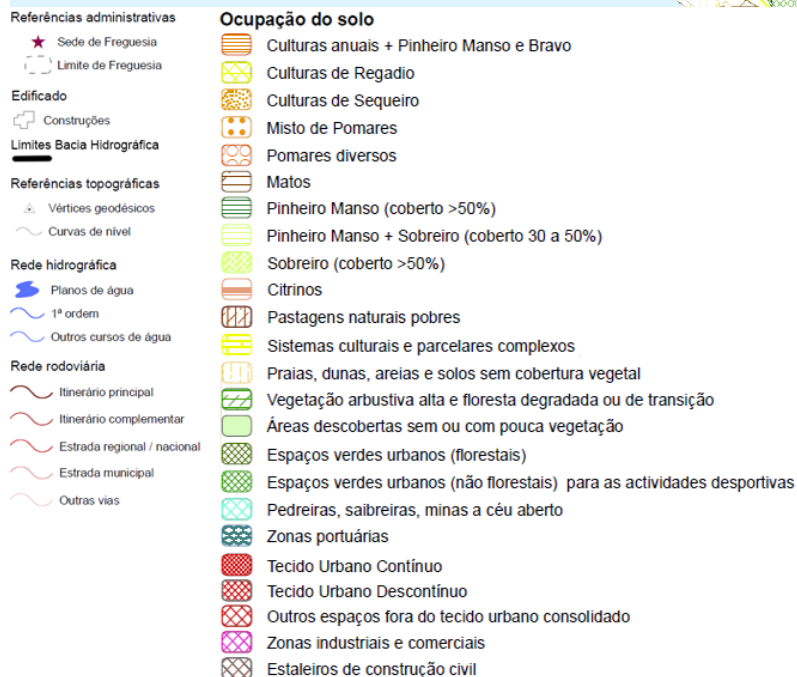 Referências administrativas
Sede de Freguesia
Limite de Freguesia
Edificado
Construções
Limites Bacia Hidrográfica
Referências topográficas
Vértices geodésicos
Curvas de nível
Rede hidrográfica
Planos de água
1ª ordem
Outros cursos de água
Rede rodoviária
Itinerário principal
Itinerário complementar
Estrada regional / nacional
Estrada municipal
Outras vias
Ocupação do solo
Culturas anuais + Pinheiro Manso e Bravo
Culturas de Regadio
Culturas de Sequeiro
Misto de Pomares
Pomares diversos
Matos
Pinheiro Manso (coberto >50%)
Pinheiro Manso + Sobreiro (coberto 30 a 50%)
Sobreiro (coberto >50%)
Citrinos
Pastagens naturais pobres
Sistemas culturais e parcelares complexos
Praias, dunas, areias e solos sem cobertura vegetal
Vegetação arbustiva alta e floresta degradada ou de transição
Áreas descobertas sem ou com pouca vegetação
Espaços verdes urbanos (florestais)
Espaços verdes urbanos (não florestais) para as actividades desportivas
Pedreiras, saibreiras, minas a céu aberto
Zonas portuárias
Tecido Urbano Contínuo
Tecido Urbano Descontínuo
Outros espaços fora do tecido urbano consolidado
Zonas industriais e comerciais
Estaleiros de construção civil